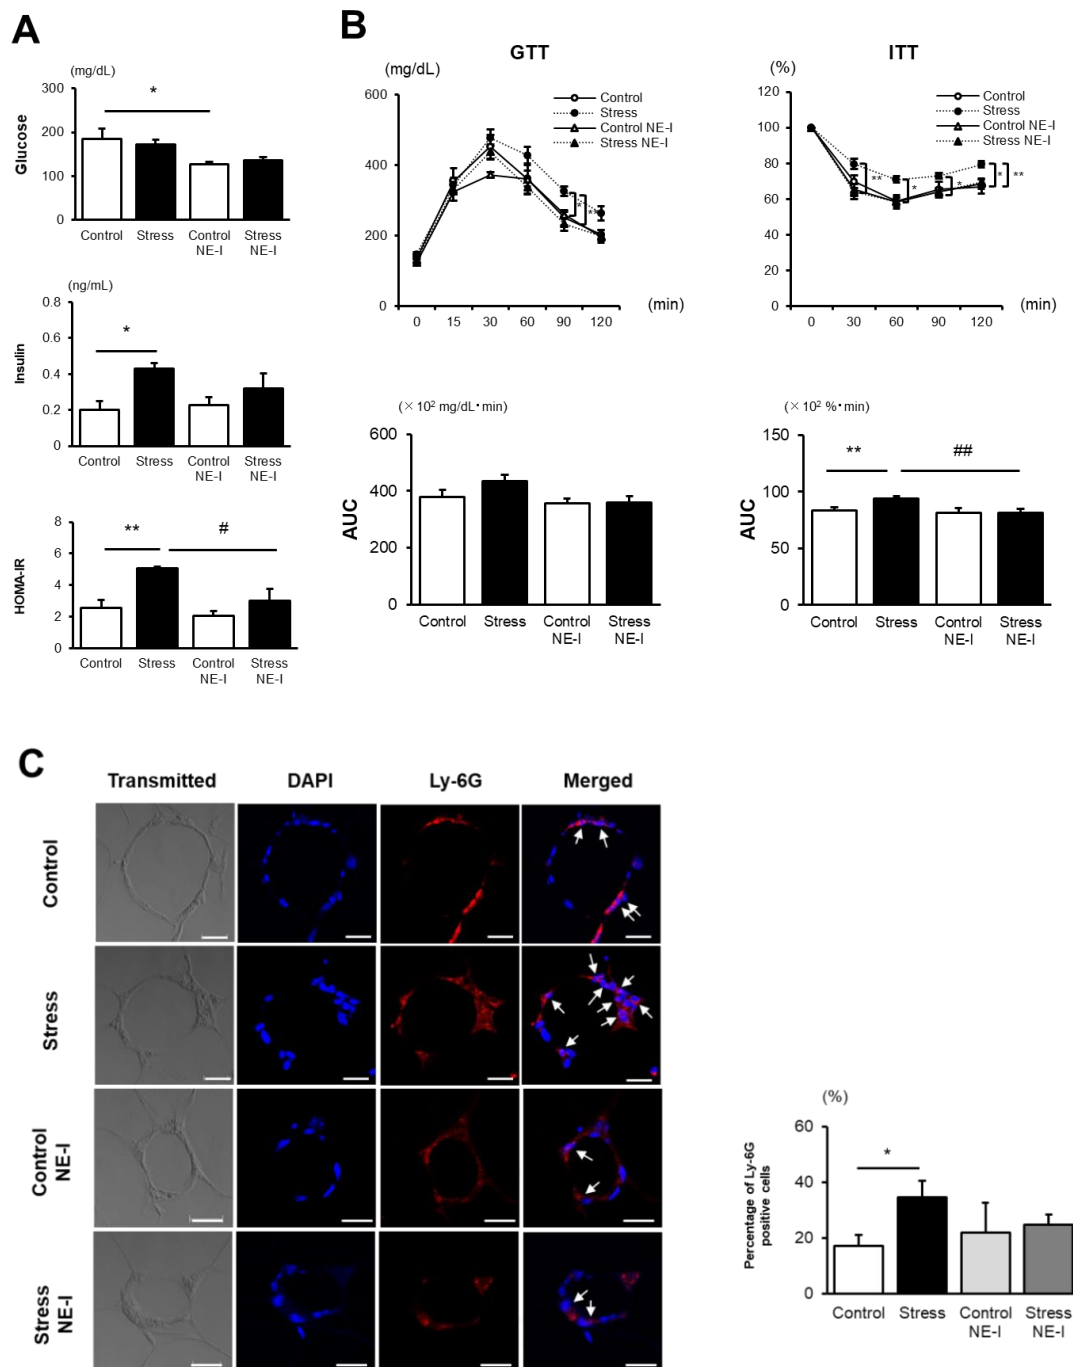 A
(mg/dL)
300
200
100
0
Glucose
*
Control Stress Control NE-I Stress NE-I
(ng/mL)
0.8
0.6
0.4
0.2
0
Insulin
*
Control Stress Control NE-I Stress NE-I
8
6
4
2
0
HOMA-IR
** #
Control Stress Control NE-I Stress NE-I
B
GTT
(mg/dL)
600
400
200
0
Control
Stress
Control NE-I
Stress NE-I
(min)
0 15 30 60 90 120
ITT
(%)
120
100
80
60
40
20
0
Control
Stress
Control NE-I
Stress NE-I
** * * * **
(min)
0 30 60 90 120
(×10² mg/dL･min)
600
400
200
0
AUC
Control Stress Control NE-I Stress NE-I
(×10² %･min)
150
100
50
0
AUC
** ##
Control Stress Control NE-I Stress NE-I
C
Transmitted DAPI Ly-6G Merged
Control
Stress
Control NE-I
Stress NE-I
(%)
60
40
20
0
Percentage of Ly-6G
positive cells
*
Control Stress Control NE-I Stress NE-I